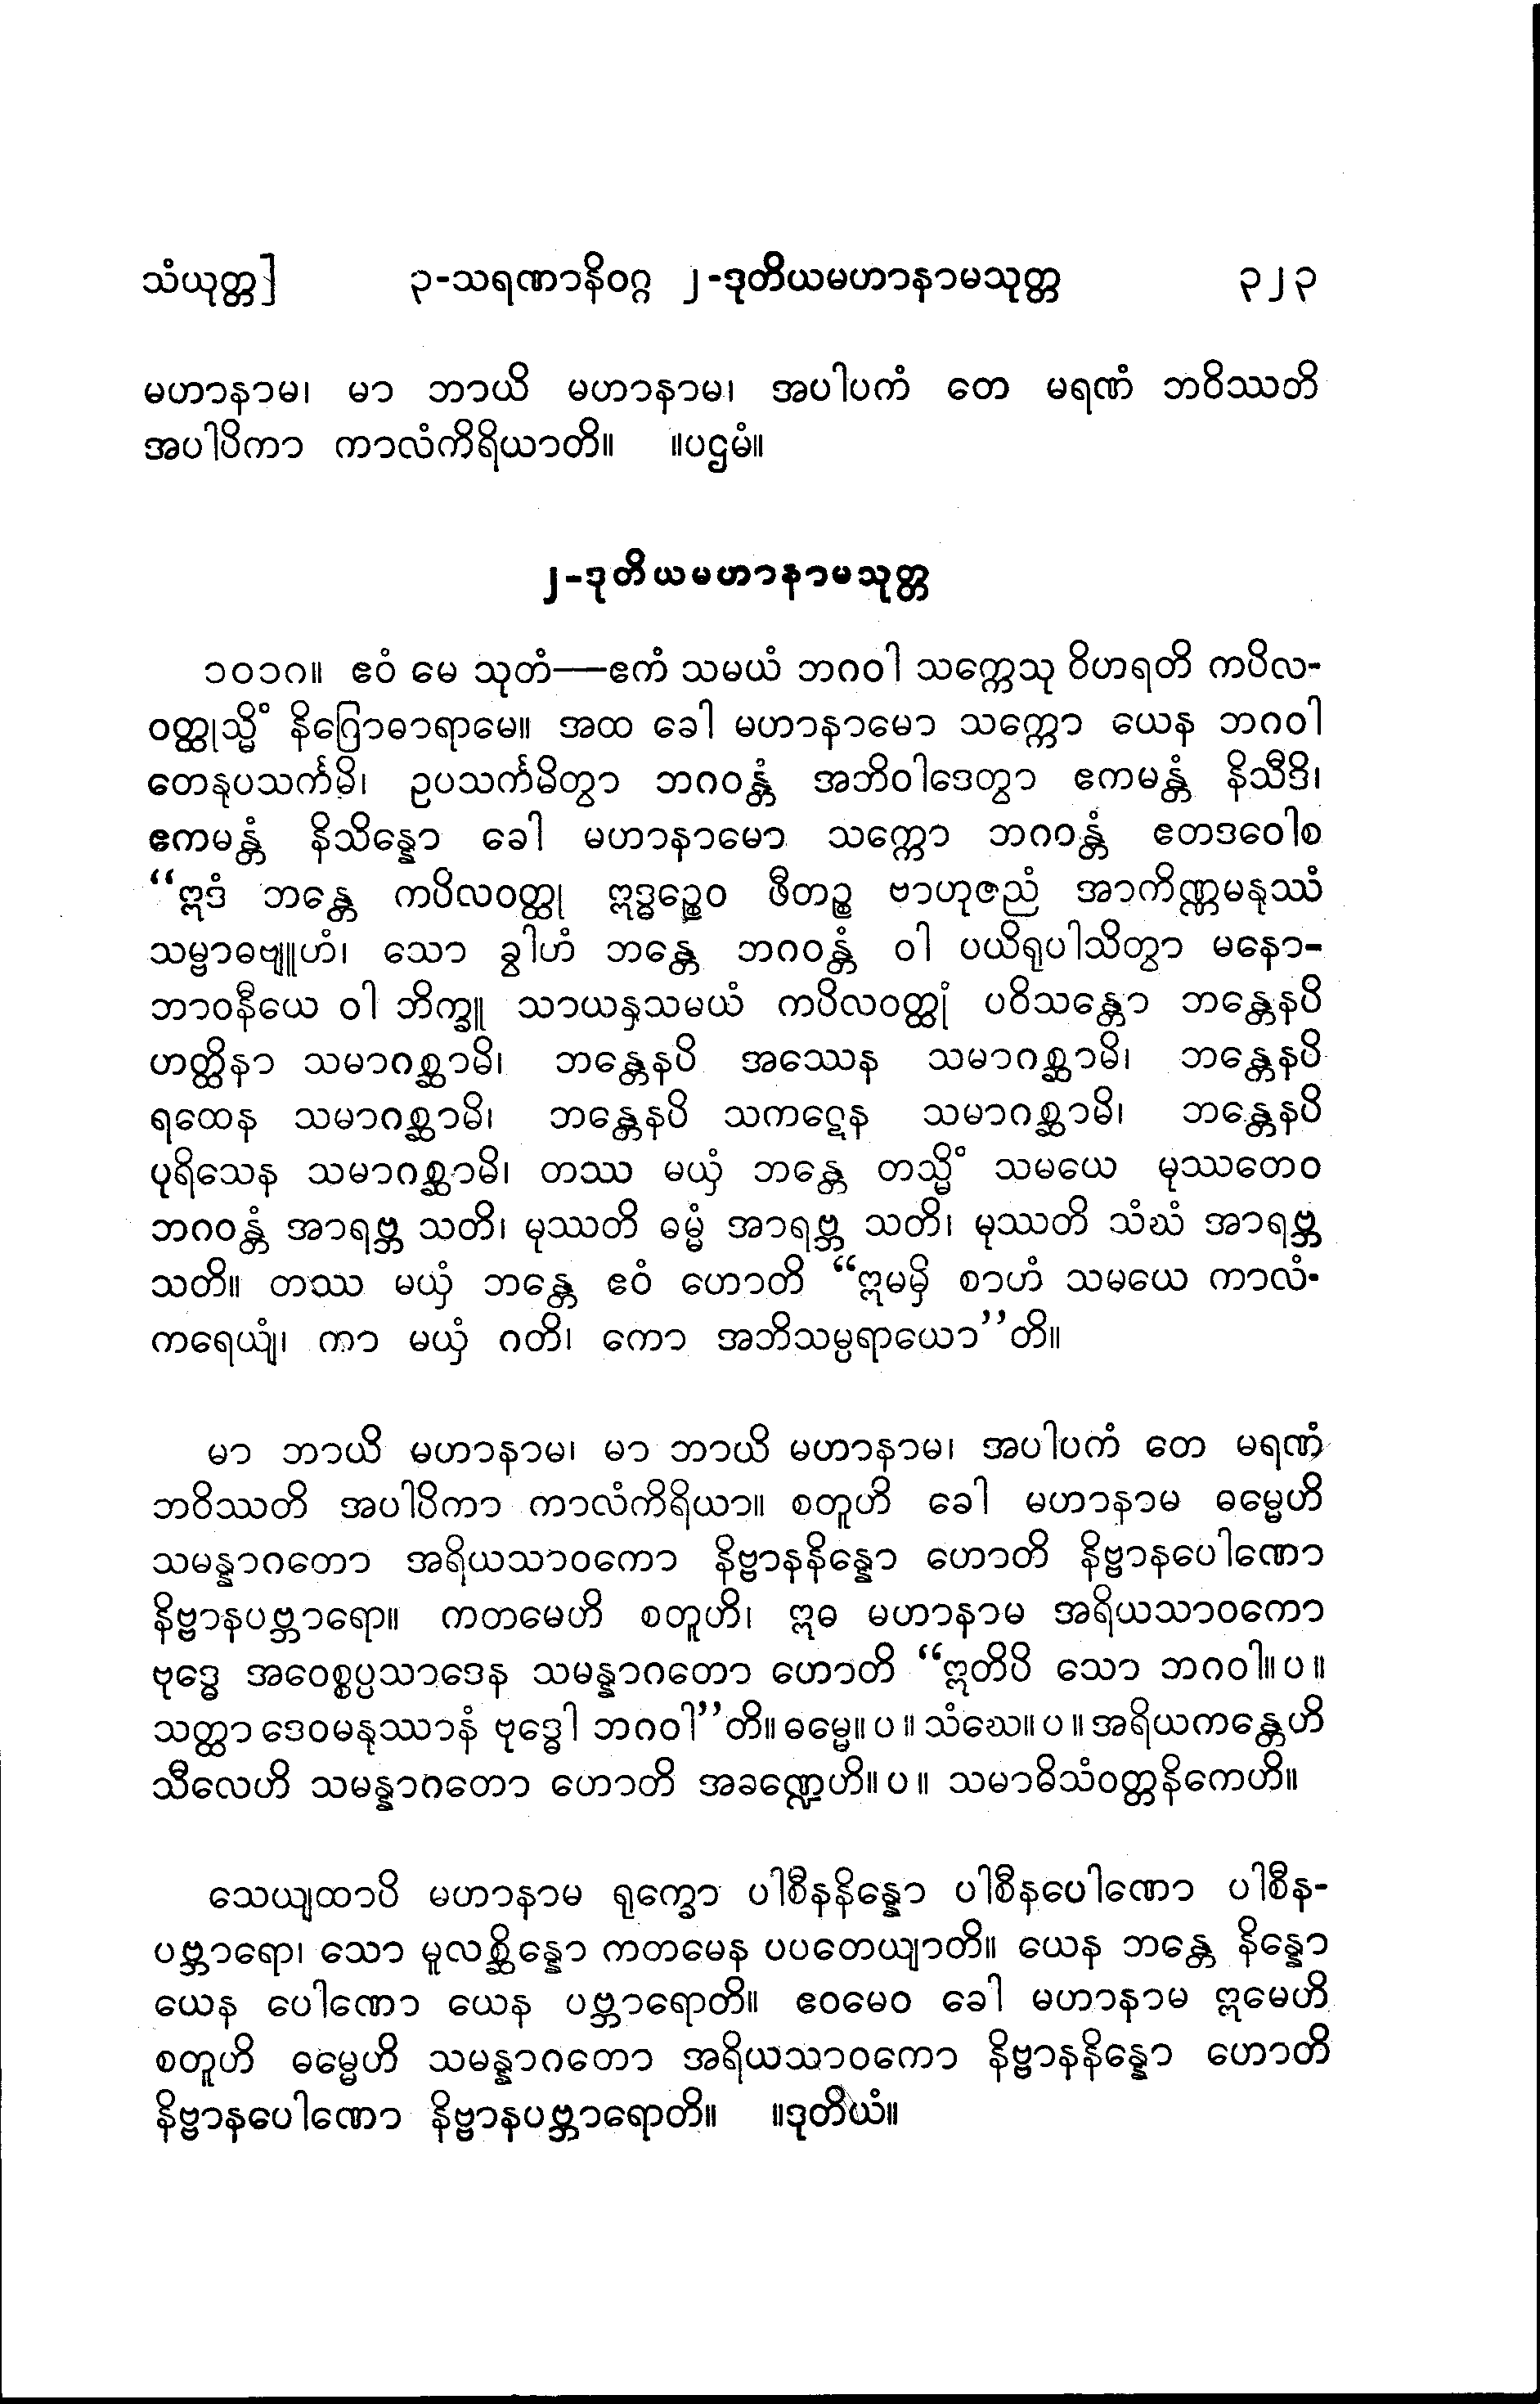 သံယုတ္တ] ၃-သရဏာနိဝဂ္ဂ ၂-ဒုတိယမဟာနာမသုတ္တ ၃၂၃
မဟာနာမ၊ မာ ဘာယိ မဟာနာမ၊ အပါပကံ တေ မရဏံ ဘဝိဿတိ
အပါပိကာ ကာလံကိရိယာတိ။ ။ပဌမံ။
၂-ဒုတိယမဟာနာမသုတ္တ
၁၀၁၈။ ဧဝံ မေ သုတံ—ဧကံ သမယံ ဘဂဝါ သက္ကေသု ဝိဟရတိ ကပိလ-
ဝတ္ထုသ္မိံ နိဂြောဓာရာမေ။ အထ ခေါ မဟာနာမော သက္ကော ယေန ဘဂဝါ
တေနုပသင်္ကမိ၊ ဥပသင်္ကမိတွာ ဘဂဝန္တံ အဘိဝါဒေတွာ ဧကမန္တံ နိသီဒိ၊
ဧကမန္တံ နိသိန္နော ခေါ မဟာနာမော သက္ကော ဘဂဝန္တံ ဧတဒဝေါစ
“ဣဒံ ဘန္တေ ကပိလဝတ္ထု ဣဒ္ဓဉ္စေဝ ဖီတဉ္စ ဗာဟုဇညံ အာကိဏ္ဏမနုဿံ
သမ္ဗာဓဗျူဟံ၊ သော ခွါဟံ ဘန္တေ ဘဂဝန္တံ ဝါ ပယိရုပါသိတွာ မနော-
ဘာဝနီယေ ဝါ ဘိက္ခူ သာယနှသမယံ ကပိလဝတ္ထုံ ပဝိသန္တော ဘန္တေနပိ
ဟတ္ထိနာ သမာဂစ္ဆာမိ၊ ဘန္တေနပိ အဿေန သမာဂစ္ဆာမိ၊ ဘန္တေနပိ
ရထေန သမာဂစ္ဆာမိ၊ ဘန္တေနပိ သကဋေန သမာဂစ္ဆာမိ၊ ဘန္တေနပိ
ပုရိသေန သမာဂစ္ဆာမိ၊ တဿ မယှံ ဘန္တေ တသ္မိံ သမယေ မုဿတေဝ
ဘဂဝန္တံ အာရဗ္ဘ သတိ၊ မုဿတိ ဓမ္မံ အာရဗ္ဘ သတိ၊ မုဿတိ သံဃံ အာရဗ္ဘ
သတိ။ တဿ မယှံ ဘန္တေ ဧဝံ ဟောတိ “ဣမမှိ စာဟံ သမယေ ကာလံ-
ကရေယျံ၊ ကာ မယှံ ဂတိ၊ ကော အဘိသမ္ပရာယော”တိ။
မာ ဘာယိ မဟာနာမ၊ မာ ဘာယိ မဟာနာမ၊ အပါပကံ တေ မရဏံ
ဘဝိဿတိ အပါပိကာ ကာလံကိရိယာ။ စတူဟိ ခေါ မဟာနာမ ဓမ္မေဟိ
သမန္နာဂတော အရိယသာဝကော နိဗ္ဗာနနိန္နော ဟောတိ နိဗ္ဗာနပေါဏော
နိဗ္ဗာနပဗ္ဘာရော။ ကတမေဟိ စတူဟိ၊ ဣဓ မဟာနာမ အရိယသာဝကော
ဗုဒ္ဓေ အဝေစ္စပ္ပသာဒေန သမန္နာဂတော ဟောတိ “ဣတိပိ သော ဘဂဝါ။ပ။
သတ္ထာ ဒေဝမနုဿာနံ ဗုဒ္ဓေါ ဘဂဝါ”တိ။ ဓမ္မေ။ပ။ သံဃေ။ပ။ အရိယကန္တေဟိ
သီလေဟိ သမန္နာဂတော ဟောတိ အခဏ္ဍေဟိ။ပ။ သမာဓိသံဝတ္တနိကေဟိ။
သေယျထာပိ မဟာနာမ ရုက္ခော ပါစီနနိန္နော ပါစီနပေါဏော ပါစီန-
ပဗ္ဘာရော၊ သော မူလစ္ဆိန္နော ကတမေန ပပတေယျာတိ။ ယေန ဘန္တေ နိန္နော
ယေန ပေါဏော ယေန ပဗ္ဘာရောတိ။ ဧဝမေဝ ခေါ မဟာနာမ ဣမေဟိ
စတူဟိ ဓမ္မေဟိ သမန္နာဂတော အရိယသာဝကော နိဗ္ဗာနနိန္နော ဟောတိ
နိဗ္ဗာနပေါဏော နိဗ္ဗာနပဗ္ဘာရောတိ။ ။ဒုတိယံ။